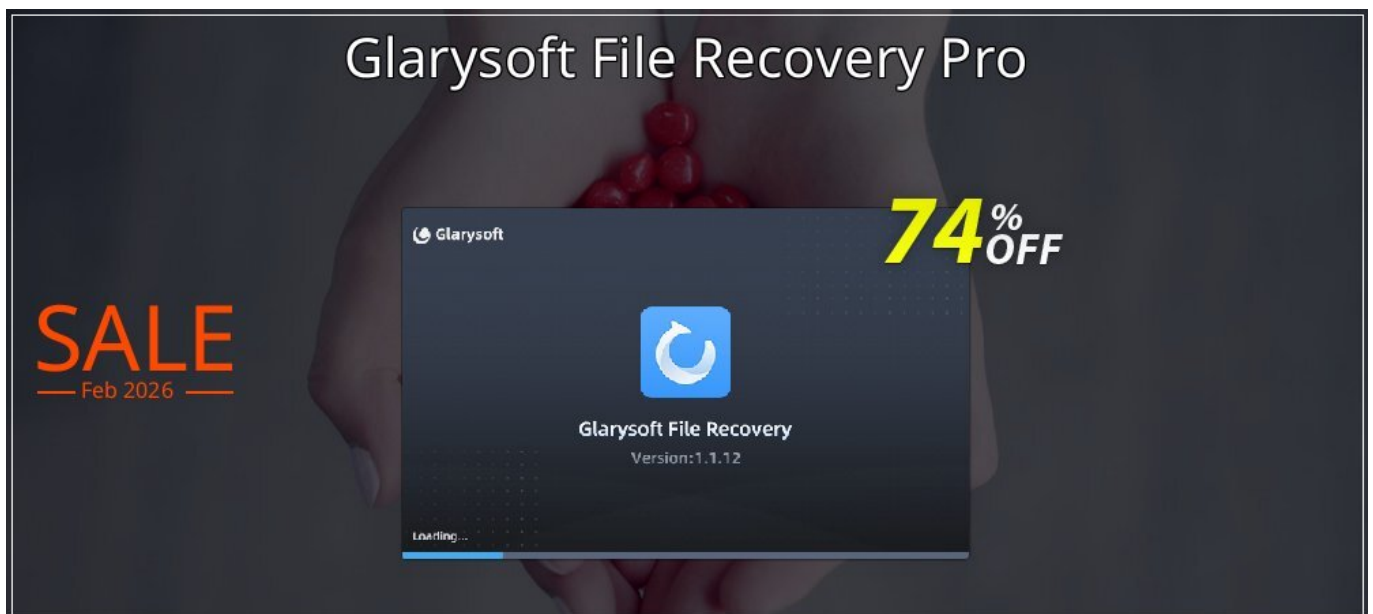 Glarysoft File Recovery Pro
Glarysoft
74% OFF
SALE
Feb 2026
Glarysoft File Recovery
Version:1.1.12
Loading...